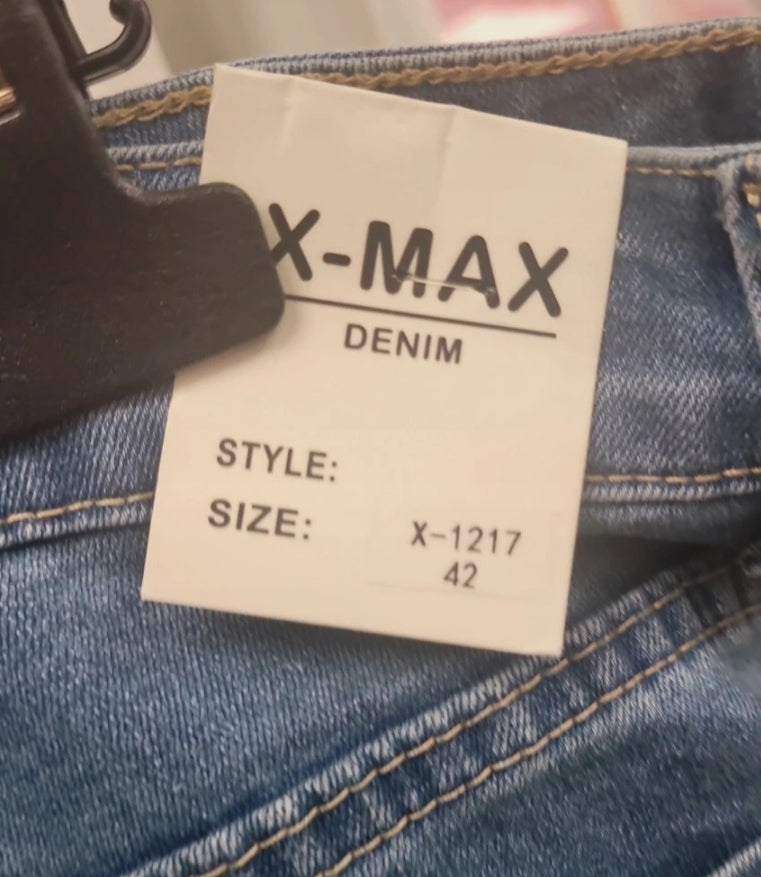 X-MAX
DENIM
STYLE:
SIZE:
X-1217
42